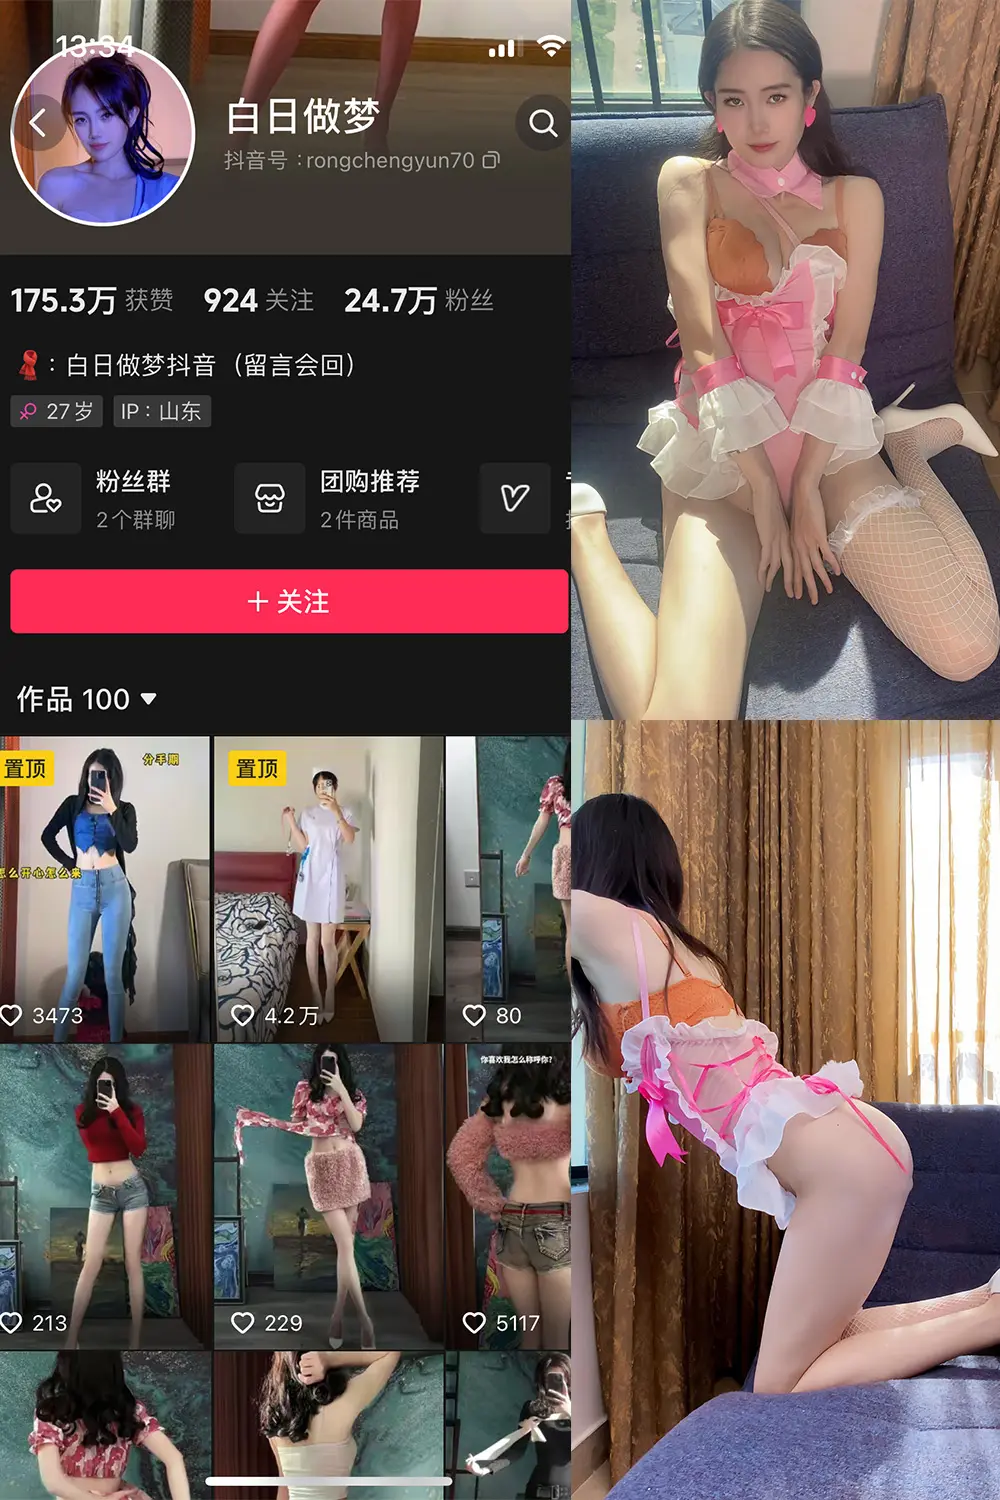 13:34
白日做梦
抖音号：rongchengyun70
175.3万 获赞 924 关注 24.7万 粉丝
：白日做梦抖音（留言会回）
27岁 IP：山东
粉丝群
2个群聊
团购推荐
2件商品
＋关注
作品 100
置顶
分手期
怎么开心怎么来
3473
置顶
4.2万
80
213
229
你喜欢我怎么称呼你?
5117